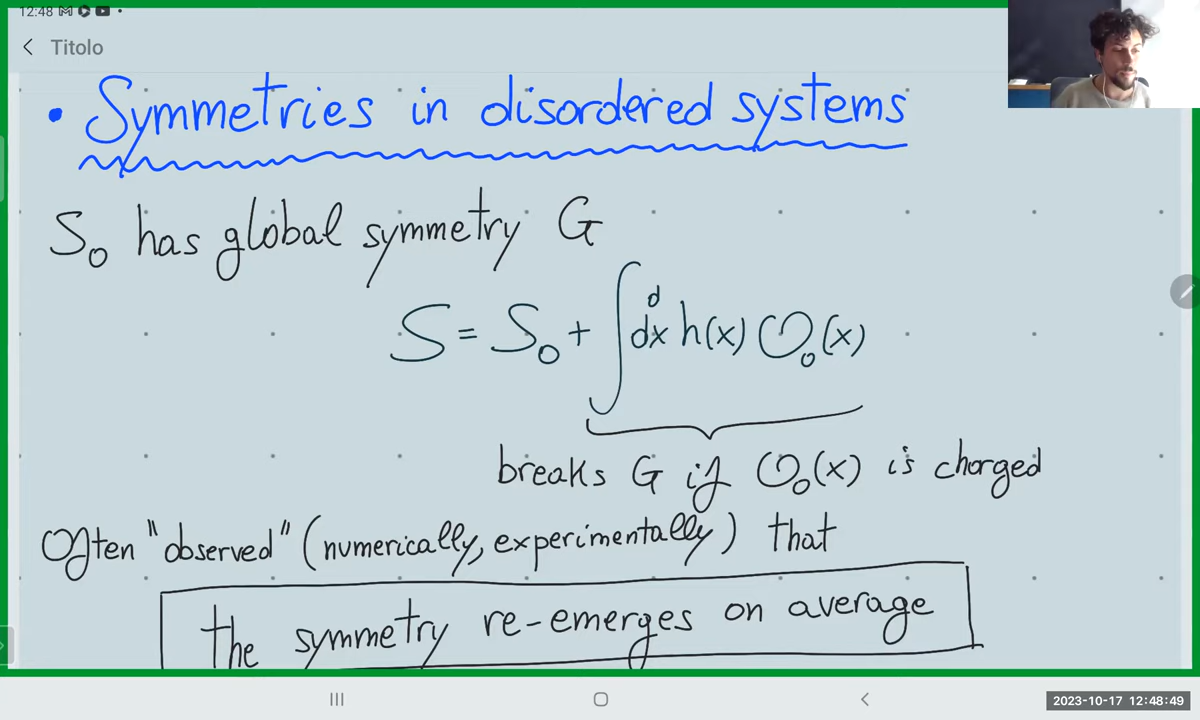 12:48
Titolo
• Symmetries in disordered systems
S₀ has global symmetry G
S = S₀ + ∫ dᵈx h(x) O₀(x)
breaks G if O₀(x) is charged
Often "observed" (numerically, experimentally) that
the symmetry re-emerges on average
2023-10-17 12:48:49